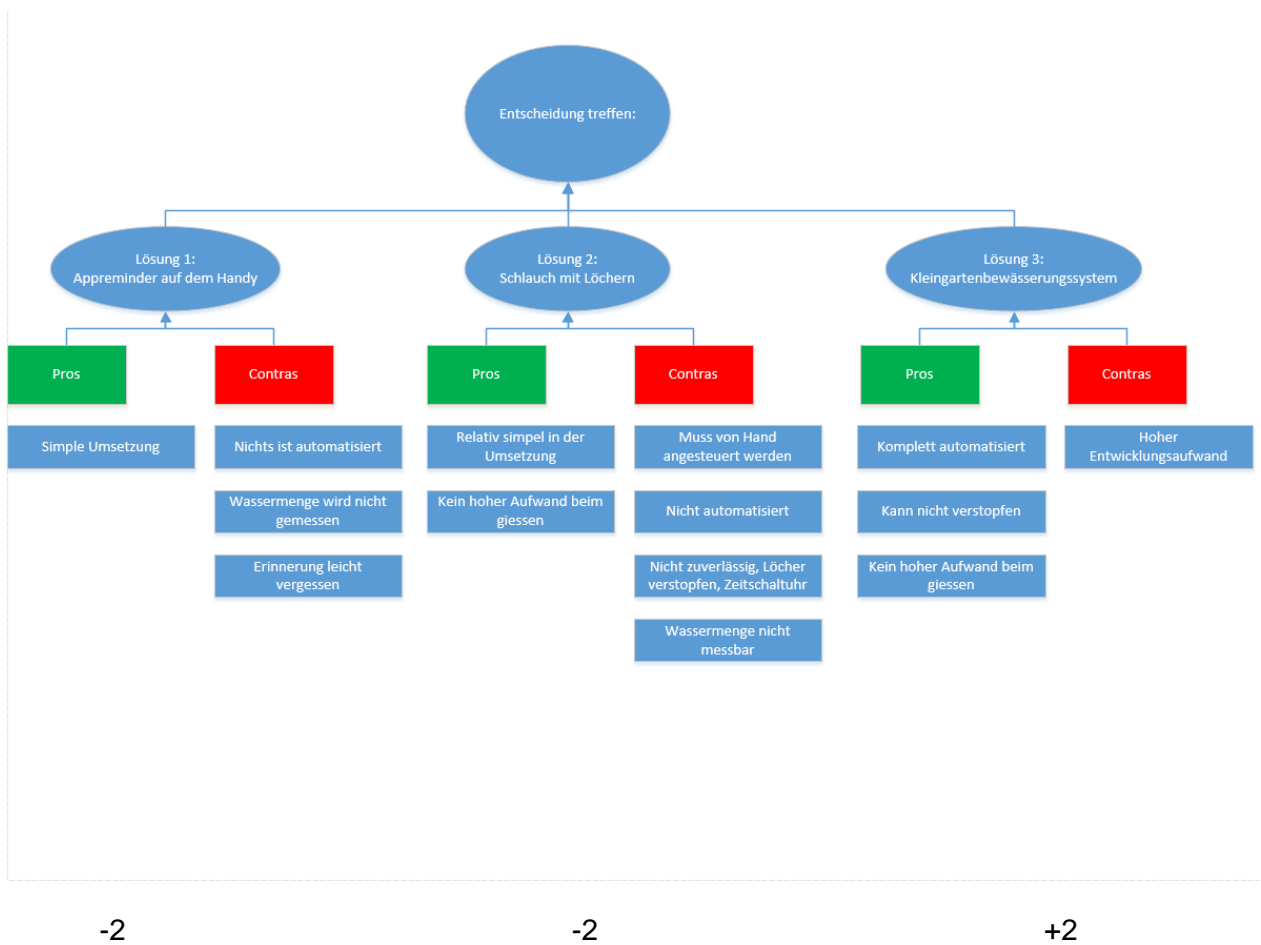 Entscheidung treffen:
Lösung 1:
Appreminder auf dem Handy
Lösung 2:
Schlauch mit Löchern
Lösung 3:
Kleingartenbewässerungssystem
Pros
Contras
Pros
Contras
Pros
Contras
Simple Umsetzung
Nichts ist automatisiert
Wassermenge wird nicht
gemessen
Erinnerung leicht
vergessen
Relativ simpel in der
Umsetzung
Kein hoher Aufwand beim
giessen
Muss von Hand
angesteuert werden
Nicht automatisiert
Nicht zuverlässig, Löcher
verstopfen, Zeitschaltuhr
Wassermenge nicht
messbar
Komplett automatisiert
Kann nicht verstopfen
Kein hoher Aufwand beim
giessen
Hoher
Entwicklungsaufwand
-2
-2
+2